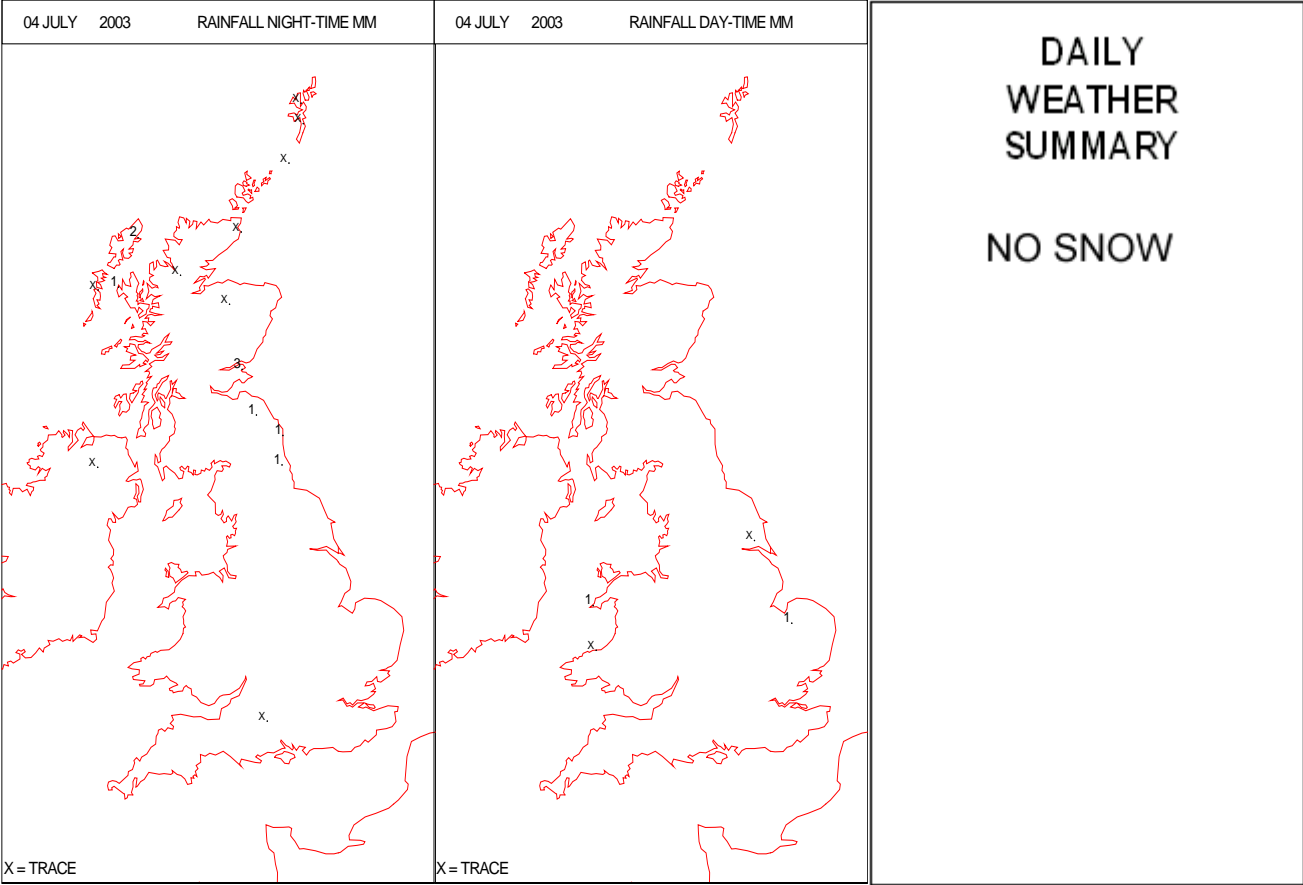 04 JULY 2003 RAINFALL NIGHT-TIME MM
x
x.
x.
x.
2
x.
x 1.
x.
3
1.
1
1.
x.
x.
X = TRACE
04 JULY 2003 RAINFALL DAY-TIME MM
x.
1
1.
x.
X = TRACE
DAILY
WEATHER
SUMMARY
NO SNOW